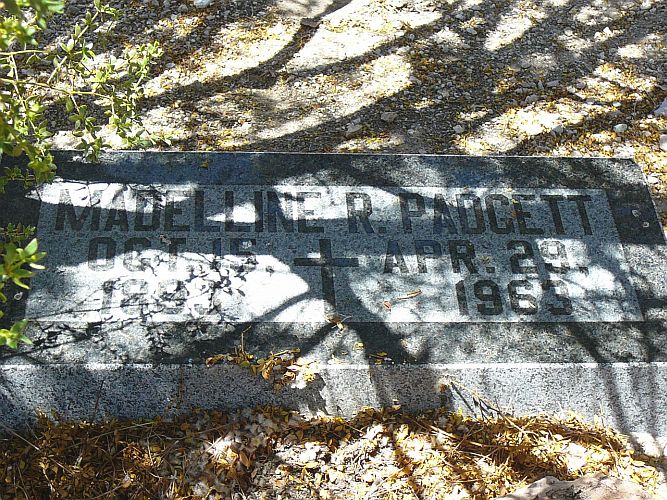 MADELLINE R. PADGETT
OCT. 15, APR. 29,
1963